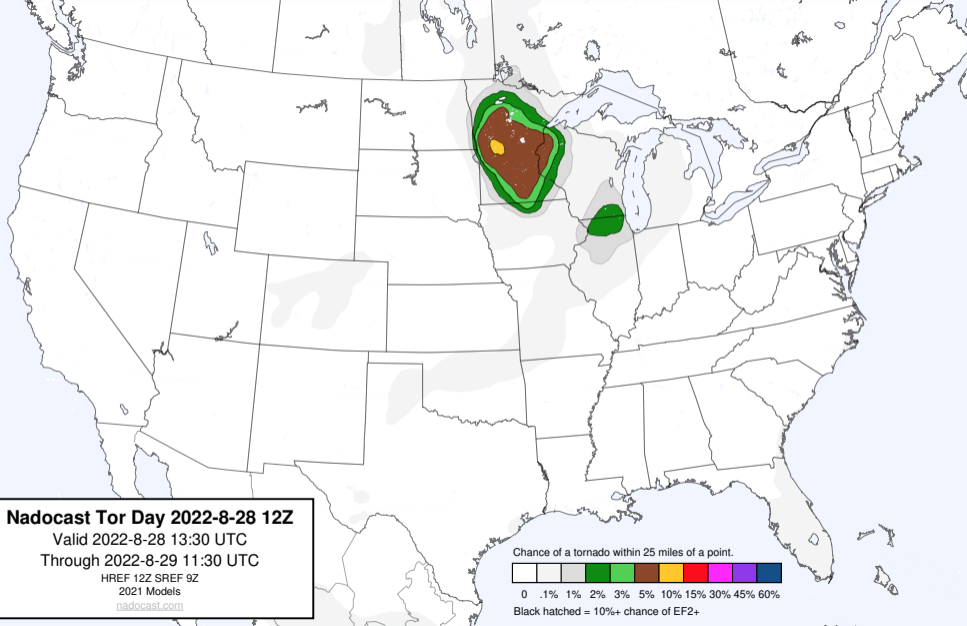 Nadocast Tor Day 2022-8-28 12Z
Valid 2022-8-28 13:30 UTC
Through 2022-8-29 11:30 UTC
HREF 12Z SREF 9Z
2021 Models
nadocast.com
Chance of a tornado within 25 miles of a point.
0 .1% 1% 2% 3% 5% 10% 15% 30% 45% 60%
Black hatched = 10%+ chance of EF2+